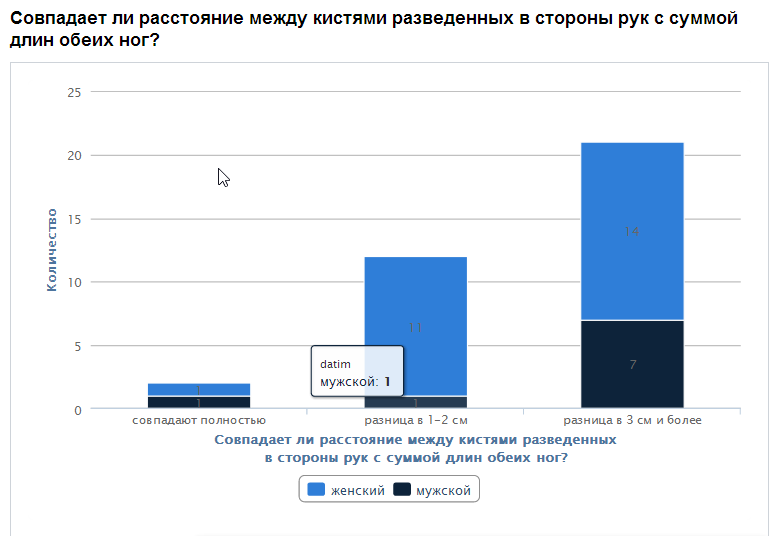 Совпадает ли расстояние между кистями разведенных в стороны рук с суммой
длин обеих ног?
25
20
15
10
5
0
Количество
1
1
11
1
14
7
datim
мужской: 1
совпадают полностью
разница в 1-2 см
разница в 3 см и более
Совпадает ли расстояние между кистями разведенных
в стороны рук с суммой длин обеих ног?
женский
мужской